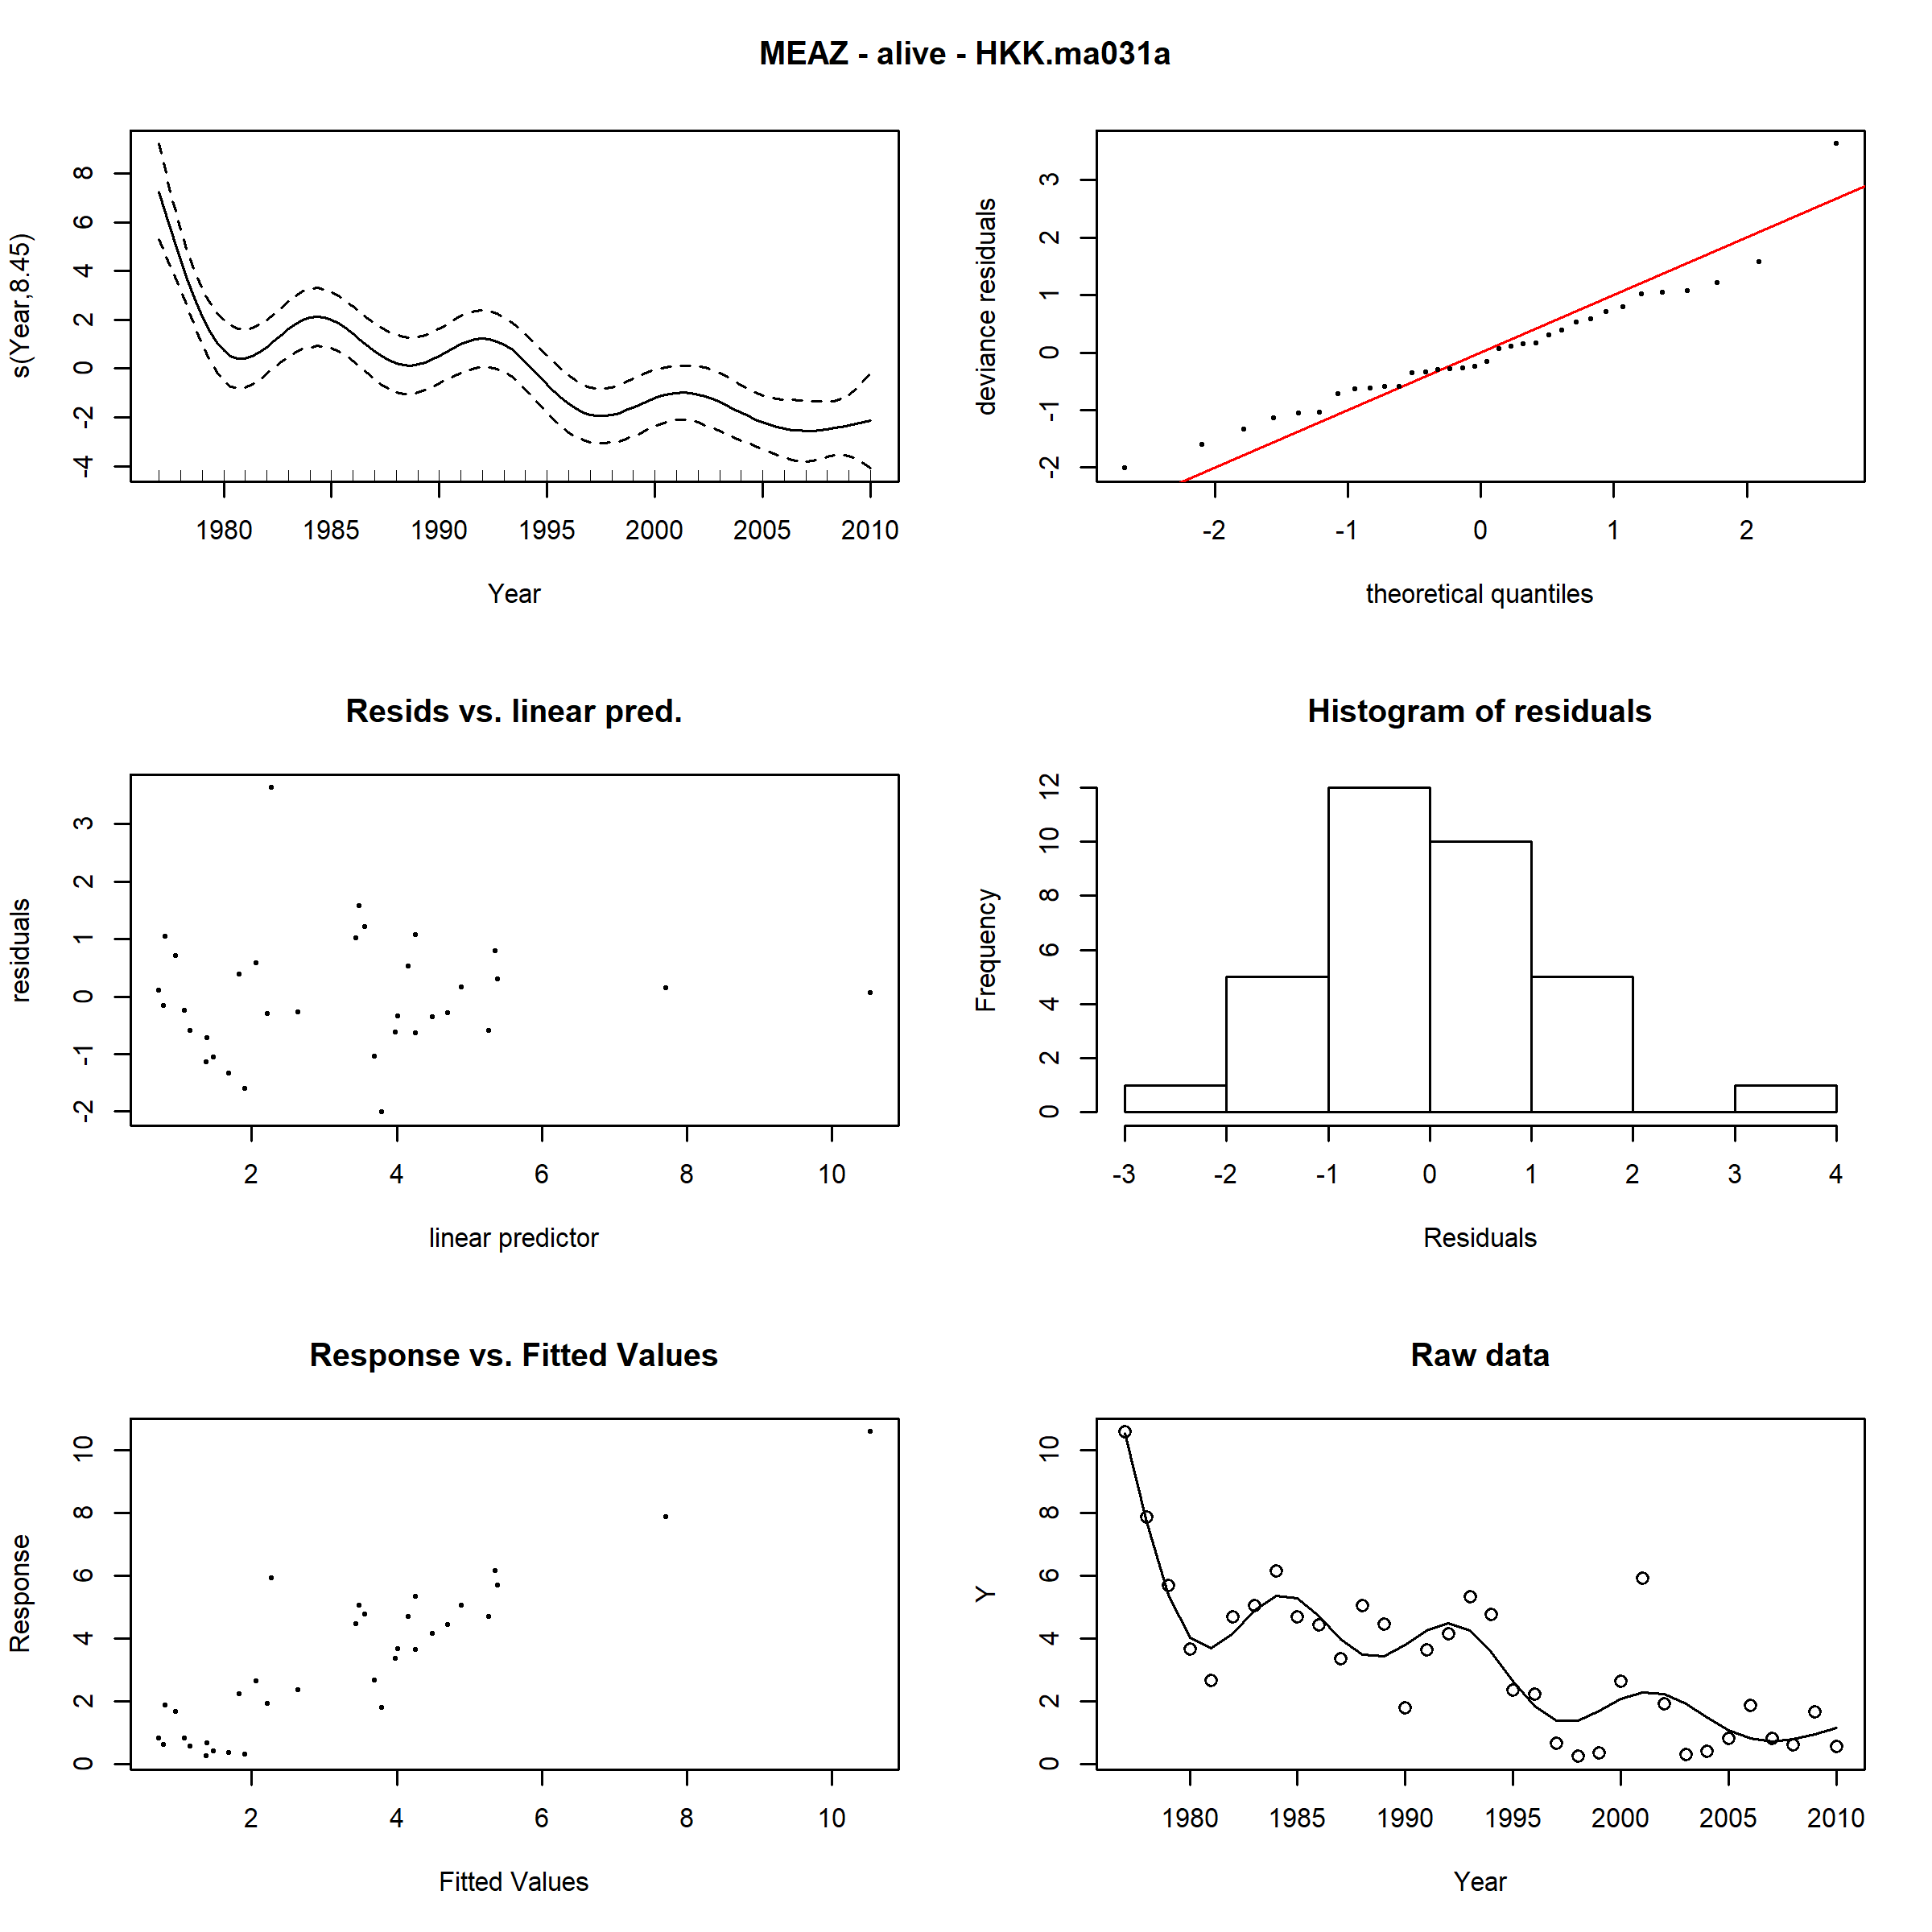 MEAZ - alive - HKK.ma031a
s(Year,8.45)
8
6
4
2
0
-2
-4
1980 1985 1990 1995 2000 2005 2010
Year
deviance residuals
3
2
1
0
-1
-2
-2 -1 0 1 2
theoretical quantiles
Resids vs. linear pred.
residuals
3
2
1
0
-1
-2
2 4 6 8 10
linear predictor
Histogram of residuals
Frequency
12
10
8
6
4
2
0
-3 -2 -1 0 1 2 3 4
Residuals
Response vs. Fitted Values
Response
10
8
6
4
2
0
2 4 6 8 10
Fitted Values
Raw data
Y
10
8
6
4
2
0
1980 1985 1990 1995 2000 2005 2010
Year